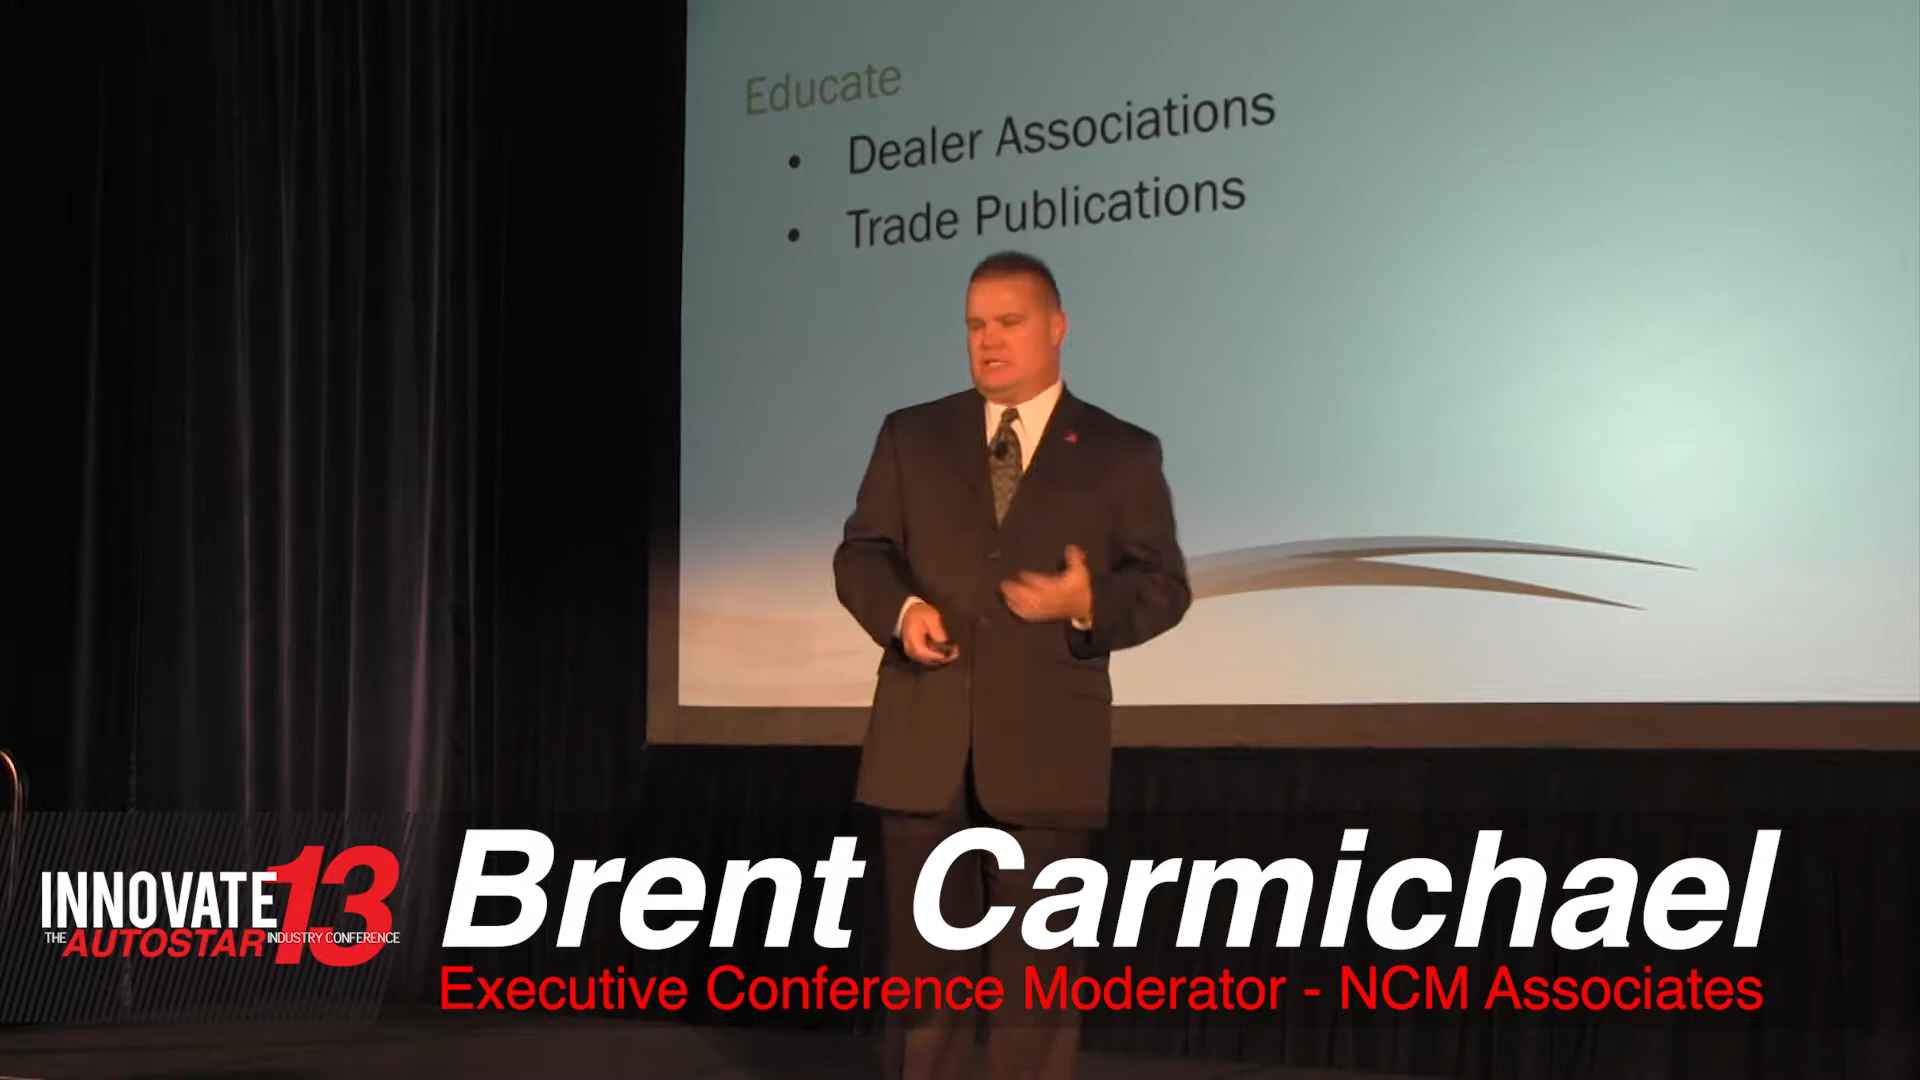 Educate
• Dealer Associations
• Trade Publications
INNOVATE 13
THE AUTOSTAR INDUSTRY CONFERENCE
Brent Carmichael
Executive Conference Moderator - NCM Associates